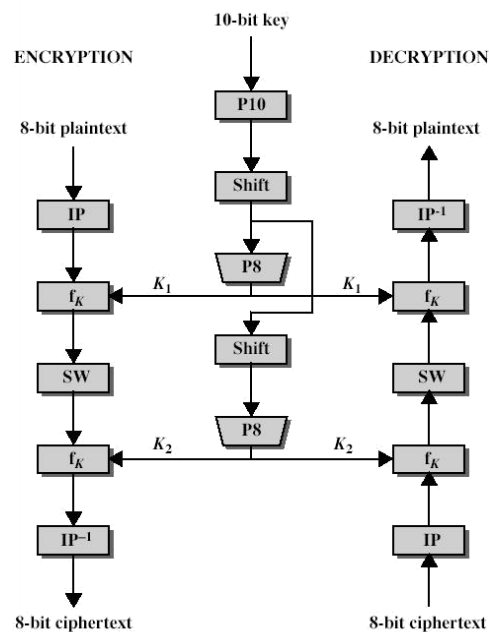 10-bit key
ENCRYPTION
DECRYPTION
P10
8-bit plaintext
8-bit plaintext
Shift
IP
IP-1
P8
K1
K1
fK
fK
Shift
SW
SW
P8
K2
K2
fK
fK
IP−1
IP
8-bit ciphertext
8-bit ciphertext